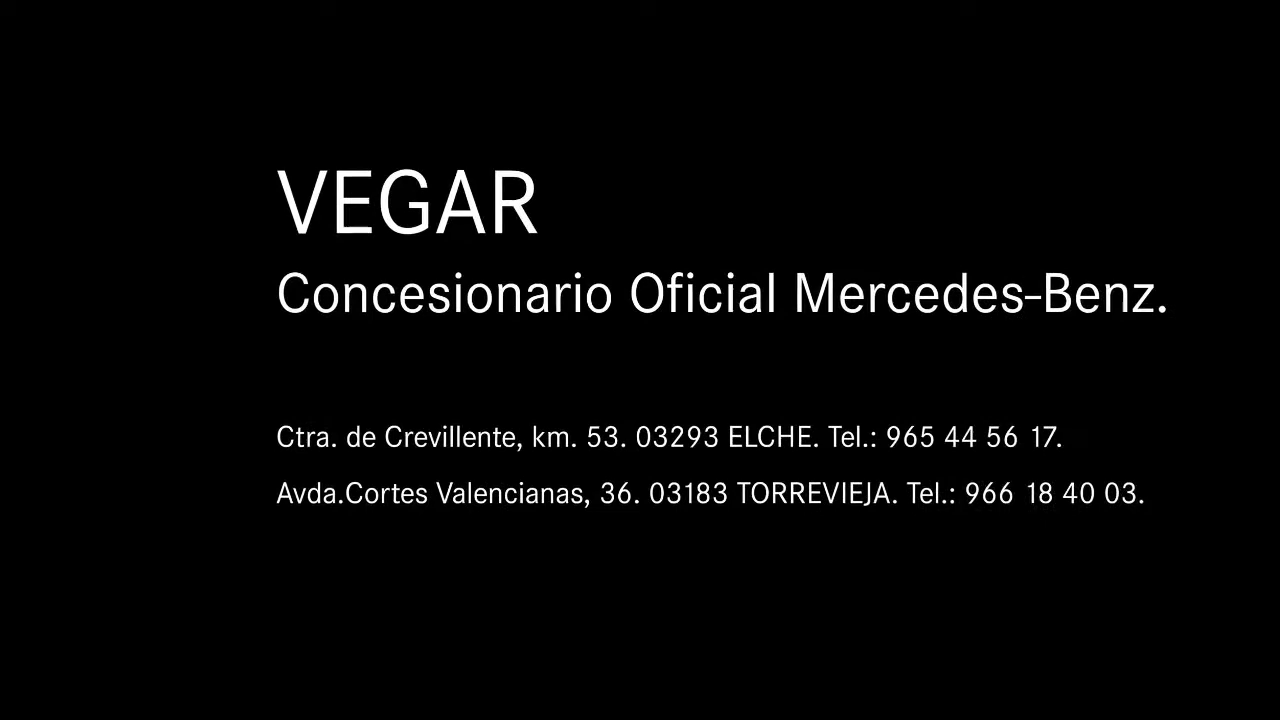 VEGAR
Concesionario Oficial Mercedes-Benz.
Ctra. de Crevillente, km. 53. 03293 ELCHE. Tel.: 965 44 56 17.
Avda.Cortes Valencianas, 36. 03183 TORREVIEJA. Tel.: 966 18 40 03.